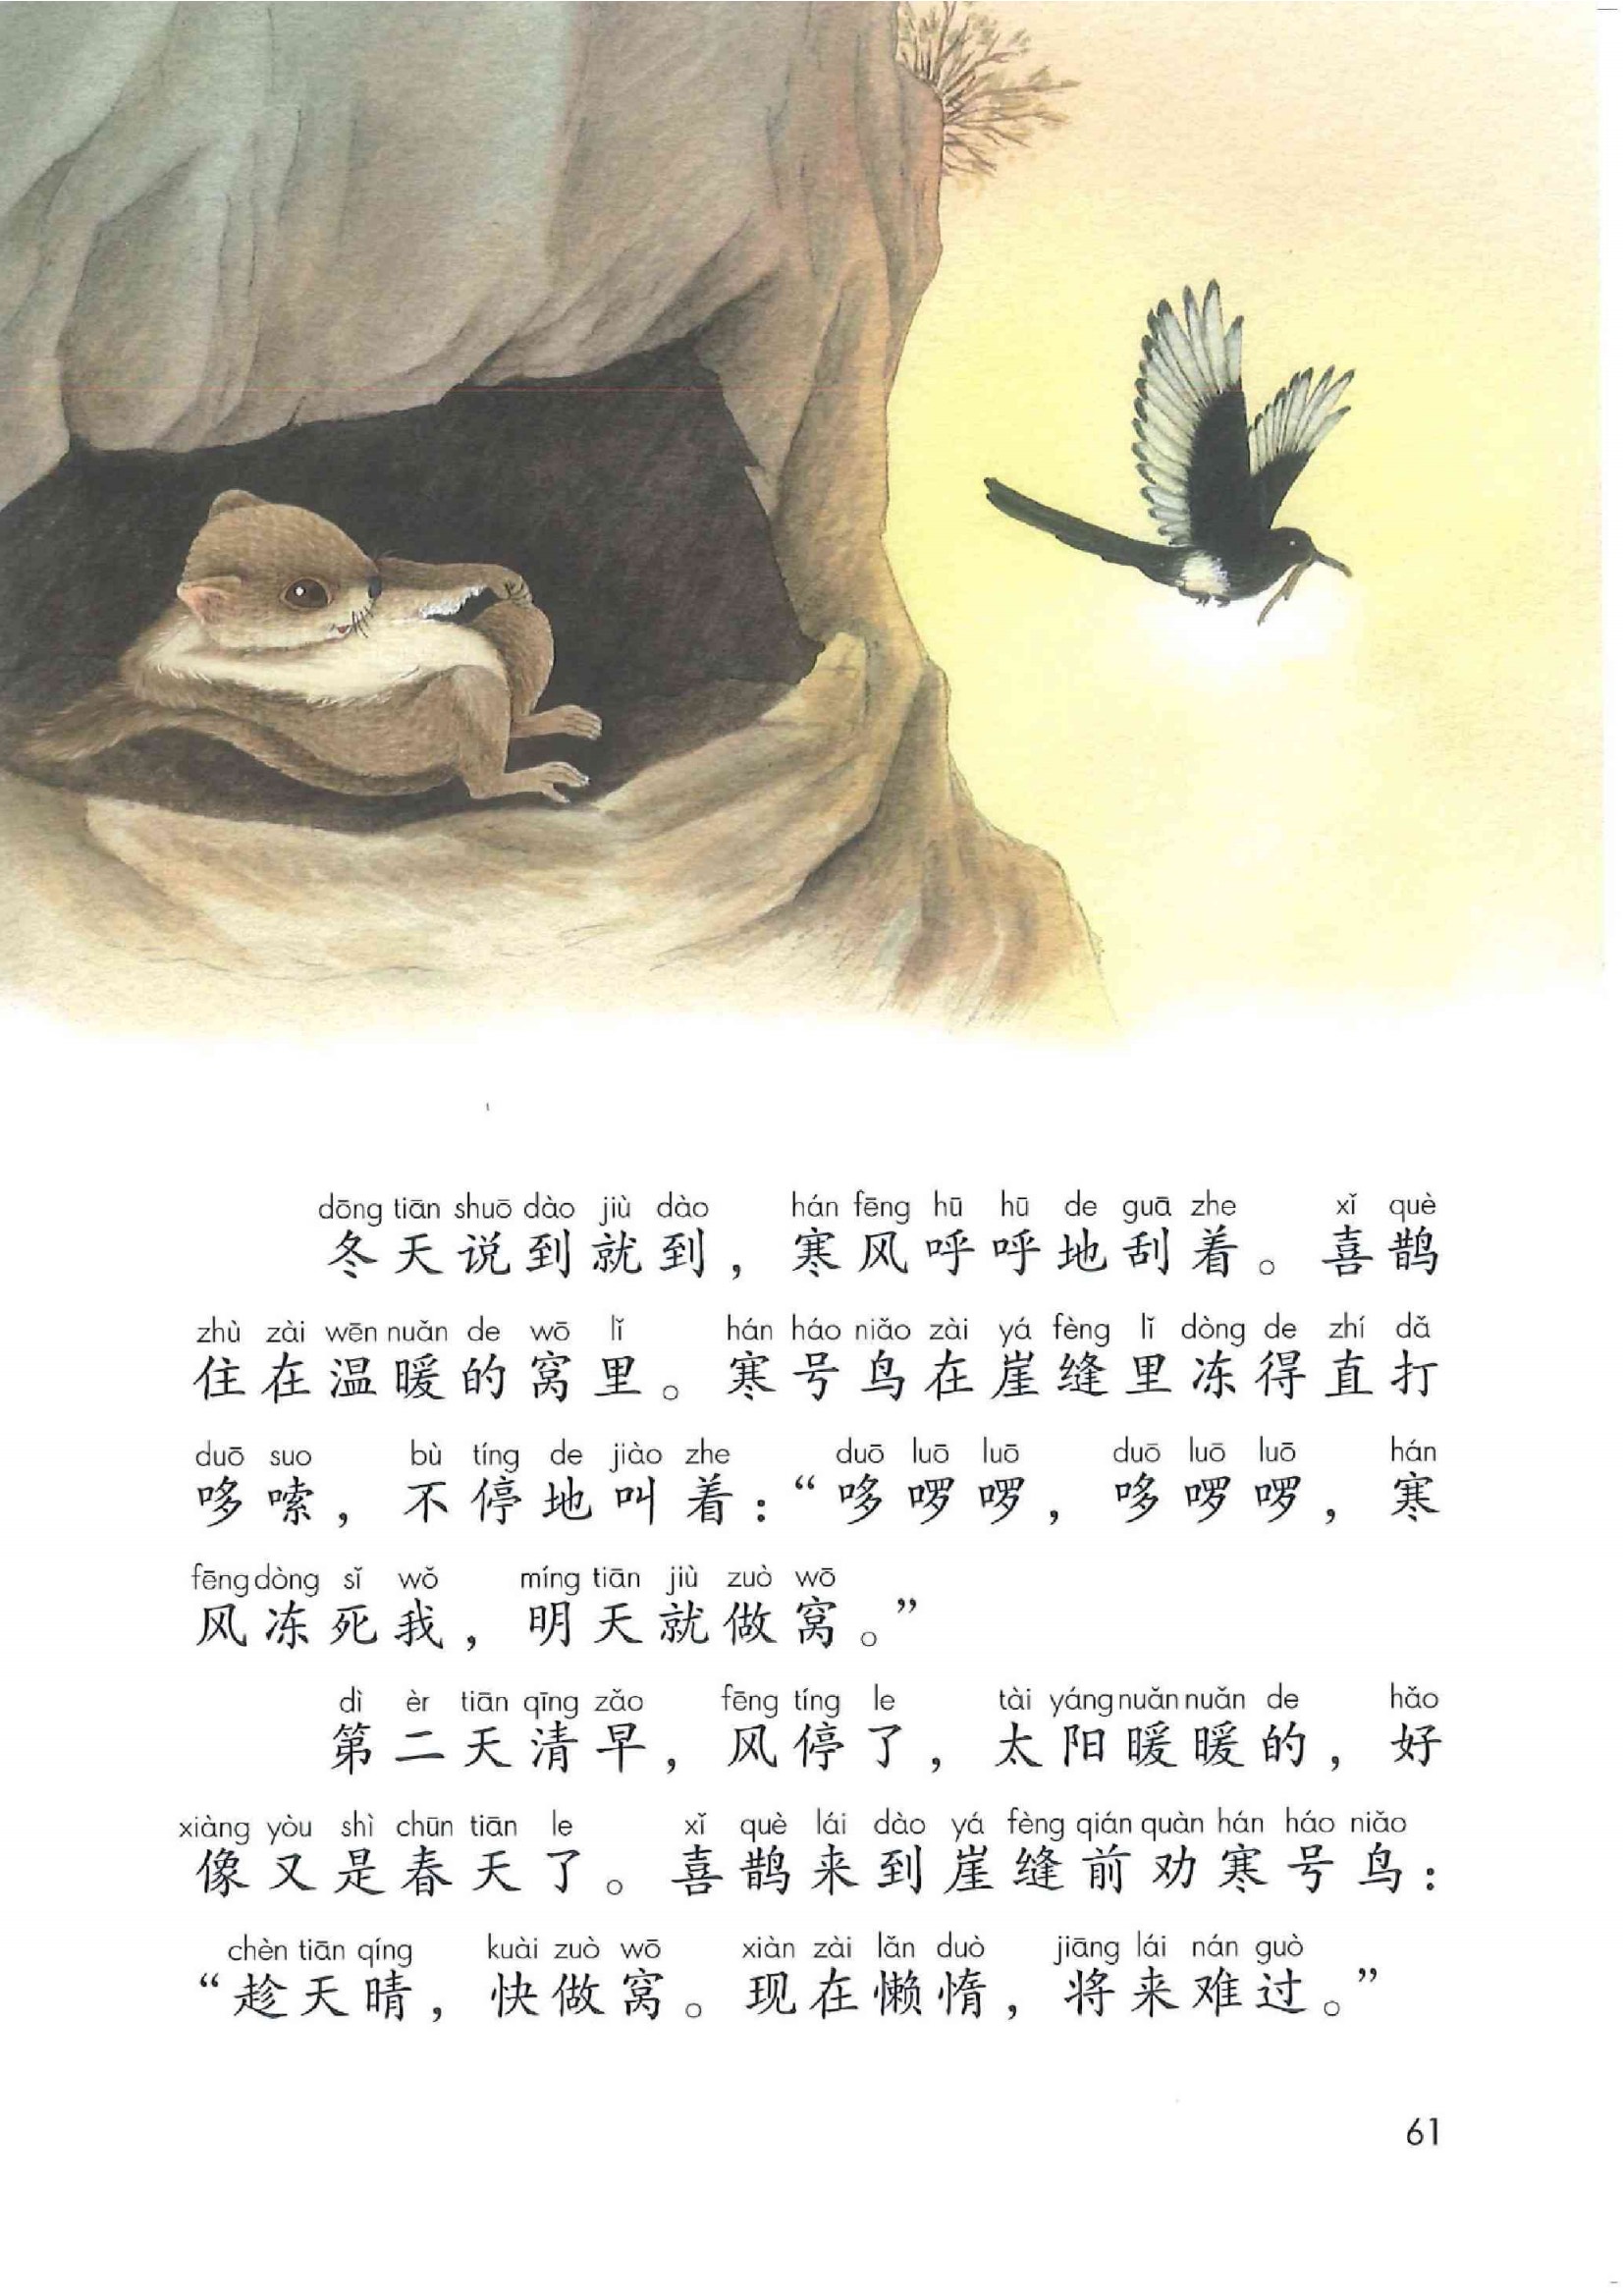 dōng tiān shuō dào jiù dào hán fēng hū hū de guā zhe xǐ què
冬天说到就到，寒风呼呼地刮着。喜鹊
zhù zài wēn nuǎn de wō lǐ hán háo niǎo zài yá fèng lǐ dòng de zhí dǎ
住在温暖的窝里。寒号鸟在崖缝里冻得直打
duō suo bù tíng de jiào zhe duō luō luō duō luō luō hán
哆嗦，不停地叫着：“哆啰啰，哆啰啰，寒
fēng dòng sǐ wǒ míng tiān jiù zuò wō
风冻死我，明天就做窝。”
dì èr tiān qīng zǎo fēng tíng le tài yáng nuǎn nuǎn de hǎo
第二天清早，风停了，太阳暖暖的，好
xiàng yòu shì chūn tiān le xǐ què lái dào yá fèng qián quàn hán háo niǎo
像又是春天了。喜鹊来到崖缝前劝寒号鸟：
chèn tiān qíng kuài zuò wō xiàn zài lǎn duò jiāng lái nán guò
“趁天晴，快做窝。现在懒惰，将来难过。”
61